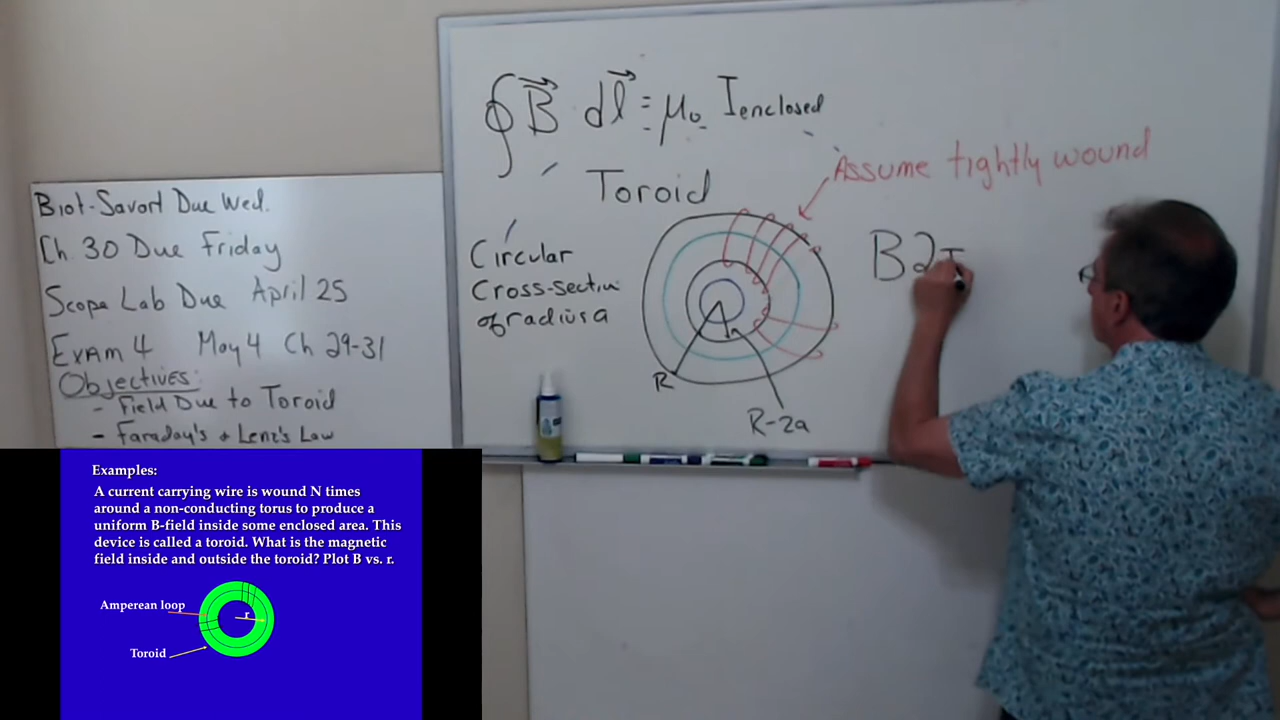 Biot-Savort Due Wed.
Ch. 30 Due Friday
Scope Lab Due April 25
Exam 4 May 4 Ch 29-31
Objectives:
- Field Due to Toroid
- Faraday's + Lenz's Law
∮B⃗ dl⃗ = μ₀ Ienclosed
Toroid
Assume tightly wound
Circular
Cross-section
of radius a
R
R-2a
B2π
Examples:
A current carrying wire is wound N times
around a non-conducting torus to produce a
uniform B-field inside some enclosed area. This
device is called a toroid. What is the magnetic
field inside and outside the toroid? Plot B vs. r.
Amperean loop
r
Toroid